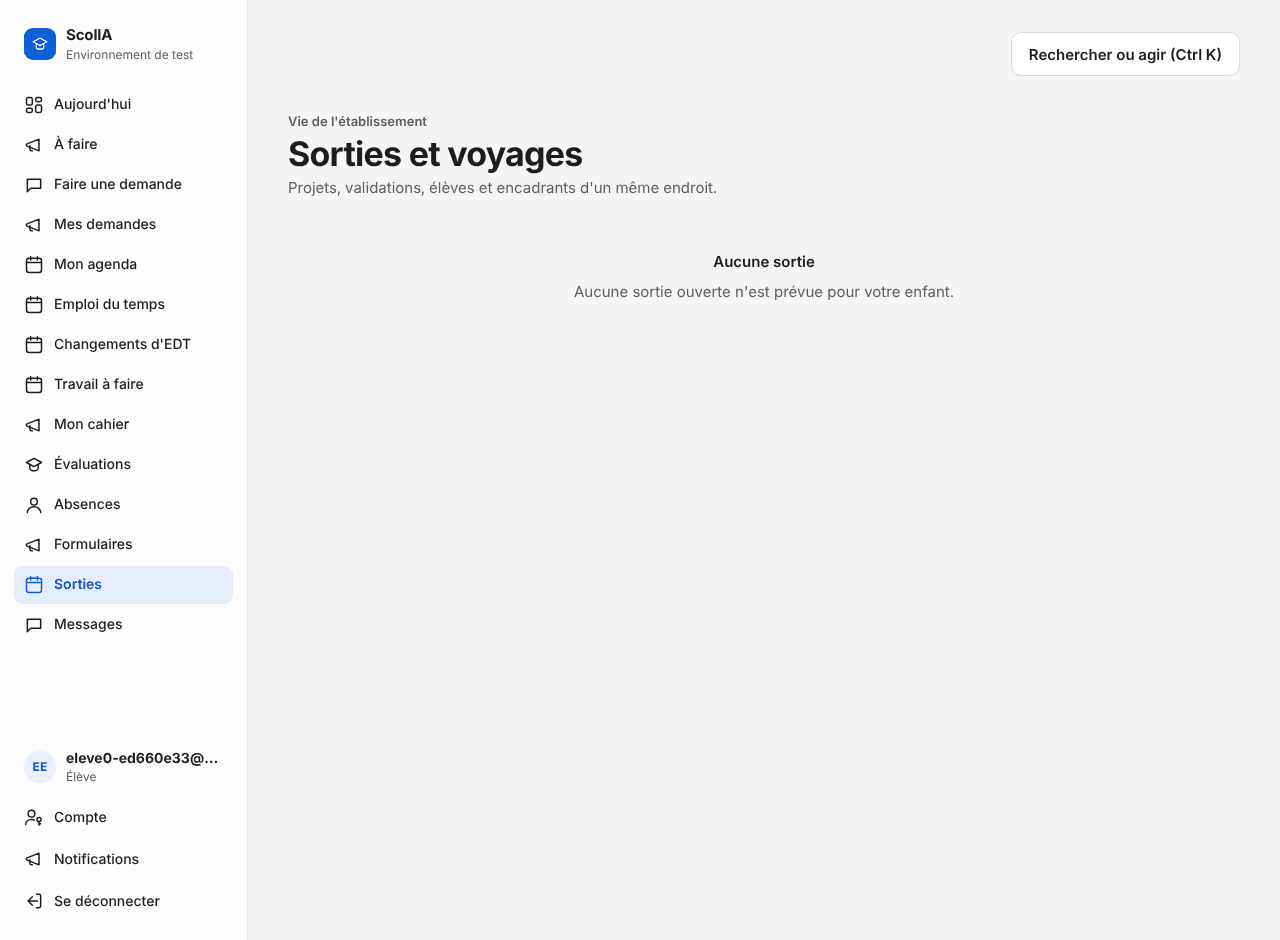 ScolIA
Environnement de test
Aujourd'hui
À faire
Faire une demande
Mes demandes
Mon agenda
Emploi du temps
Changements d'EDT
Travail à faire
Mon cahier
Évaluations
Absences
Formulaires
Sorties
Messages
EE
eleve0-ed660e33@...
Élève
Compte
Notifications
Se déconnecter
Rechercher ou agir (Ctrl K)
Vie de l'établissement
Sorties et voyages
Projets, validations, élèves et encadrants d'un même endroit.
Aucune sortie
Aucune sortie ouverte n'est prévue pour votre enfant.